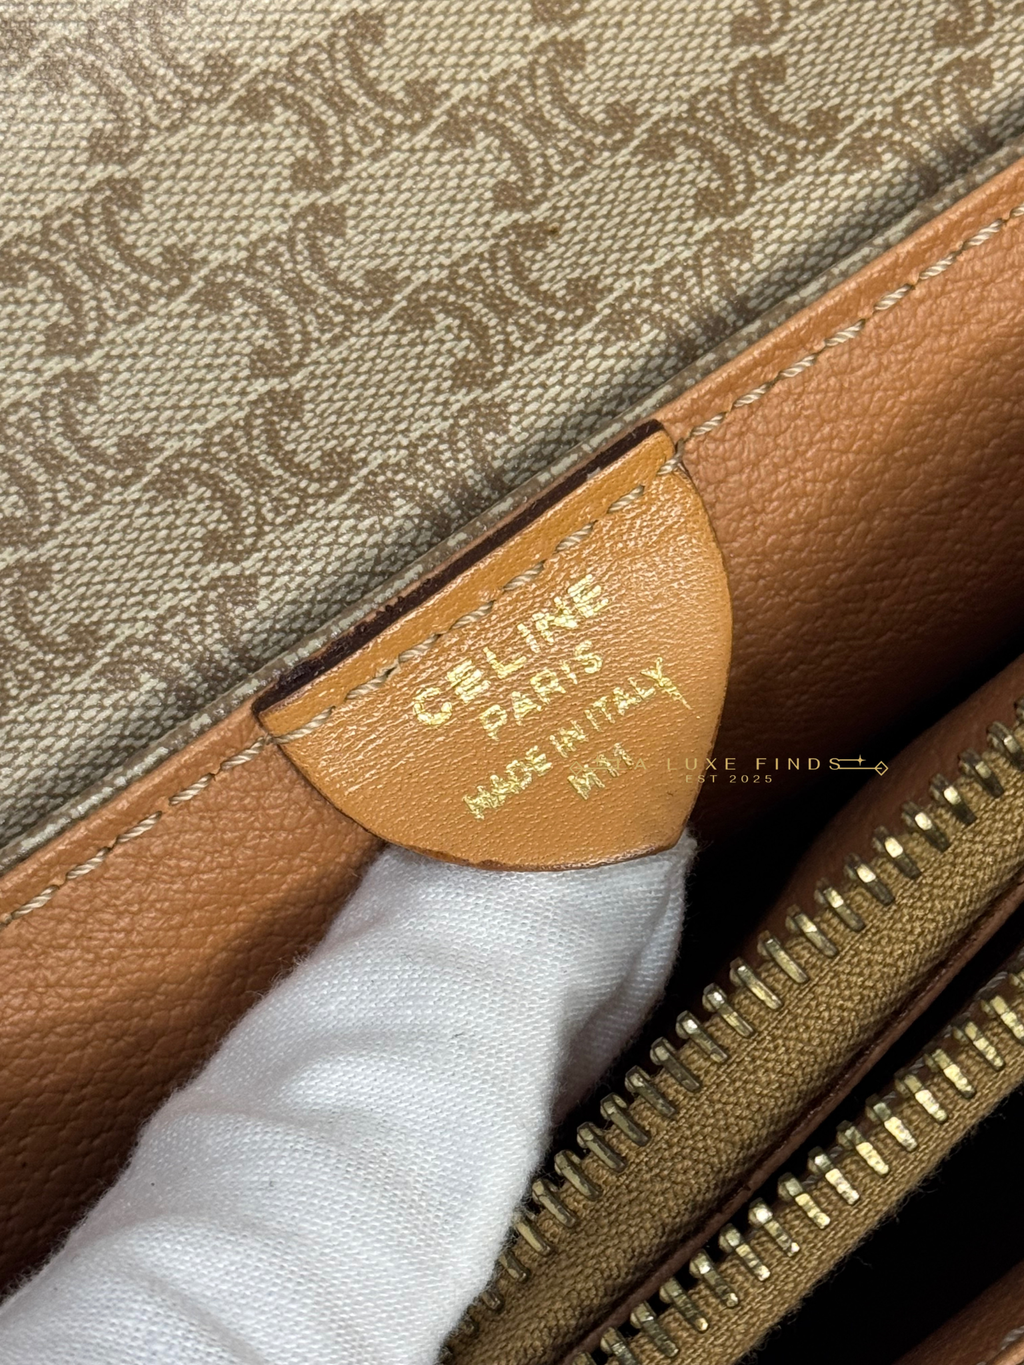 CELINE
PARIS
MADE IN ITALY
M11
LUXE FINDS
EST 2025